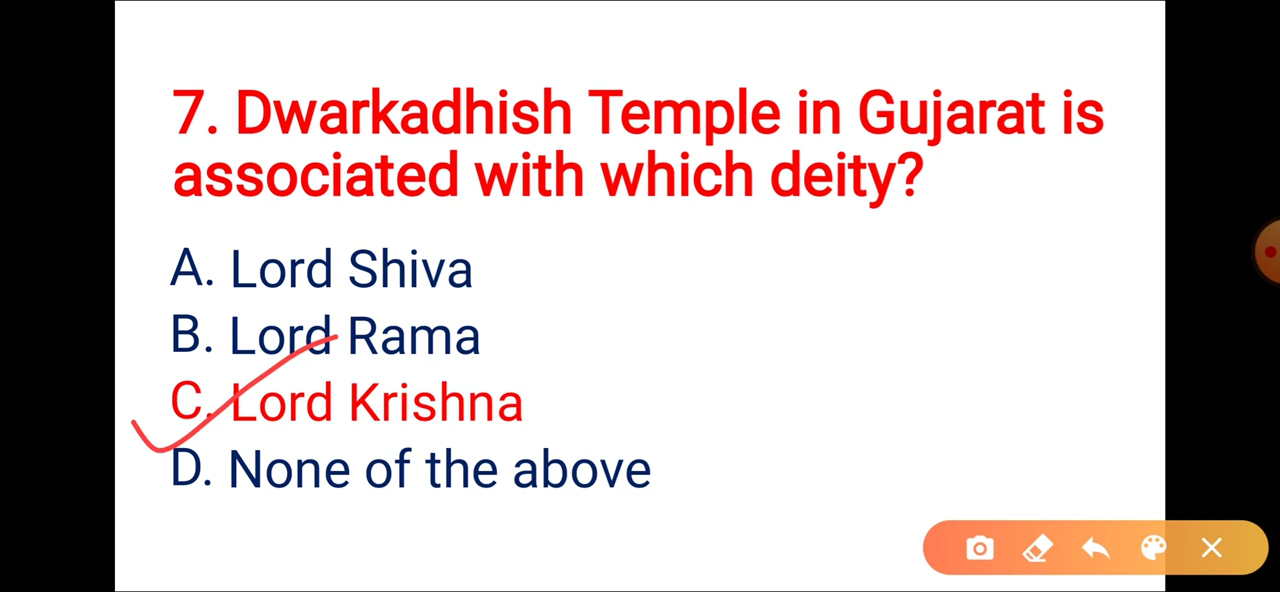 7. Dwarkadhish Temple in Gujarat is
associated with which deity?
A. Lord Shiva
B. Lord Rama
C. Lord Krishna
D. None of the above